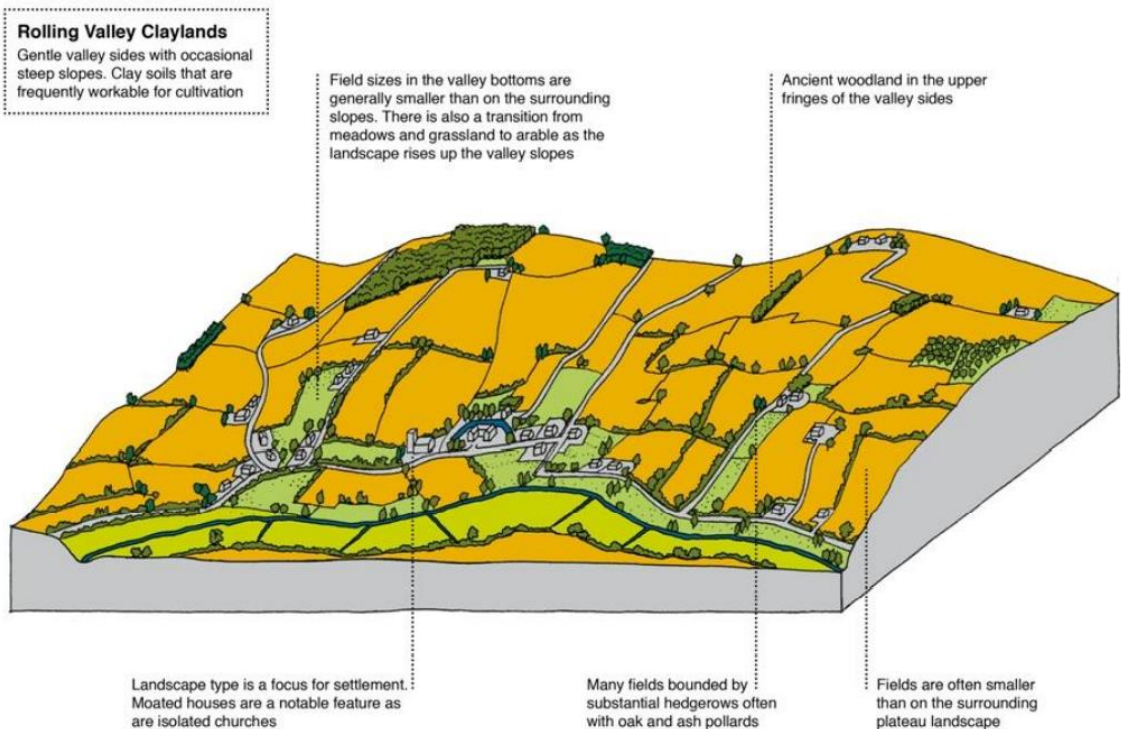 Rolling Valley Claylands
Gentle valley sides with occasional
steep slopes. Clay soils that are
frequently workable for cultivation
Field sizes in the valley bottoms are
generally smaller than on the surrounding
slopes. There is also a transition from
meadows and grassland to arable as the
landscape rises up the valley slopes
Ancient woodland in the upper
fringes of the valley sides
Landscape type is a focus for settlement.
Moated houses are a notable feature as
are isolated churches
Many fields bounded by
substantial hedgerows often
with oak and ash pollards
Fields are often smaller
than on the surrounding
plateau landscape